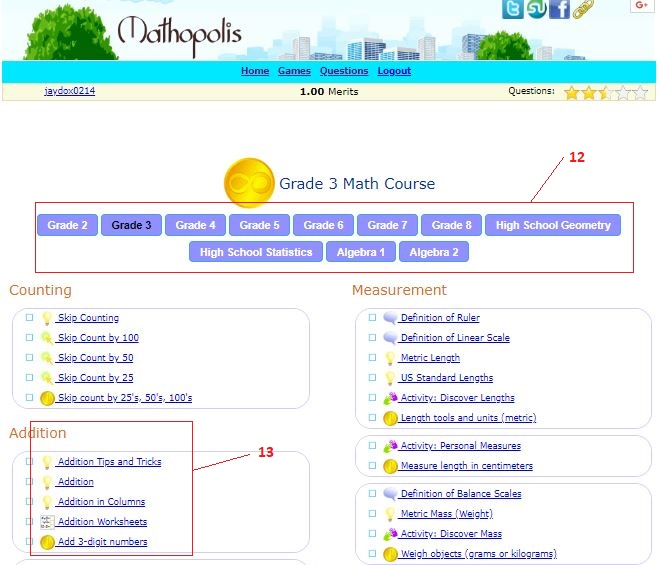 Mathopolis
G+
Home Games Questions Logout
jaydox0214 1.00 Merits Questions:
12
Grade 3 Math Course
Grade 2 Grade 3 Grade 4 Grade 5 Grade 6 Grade 7 Grade 8 High School Geometry
High School Statistics Algebra 1 Algebra 2
Counting
Skip Counting
Skip Count by 100
Skip Count by 50
Skip Count by 25
Skip count by 25's, 50's, 100's
Addition
13
Addition Tips and Tricks
Addition
Addition in Columns
Addition Worksheets
Add 3-digit numbers
Measurement
Definition of Ruler
Definition of Linear Scale
Metric Length
US Standard Lengths
Activity: Discover Lengths
Length tools and units (metric)
Activity: Personal Measures
Measure length in centimeters
Definition of Balance Scales
Metric Mass (Weight)
Activity: Discover Mass
Weigh objects (grams or kilograms)